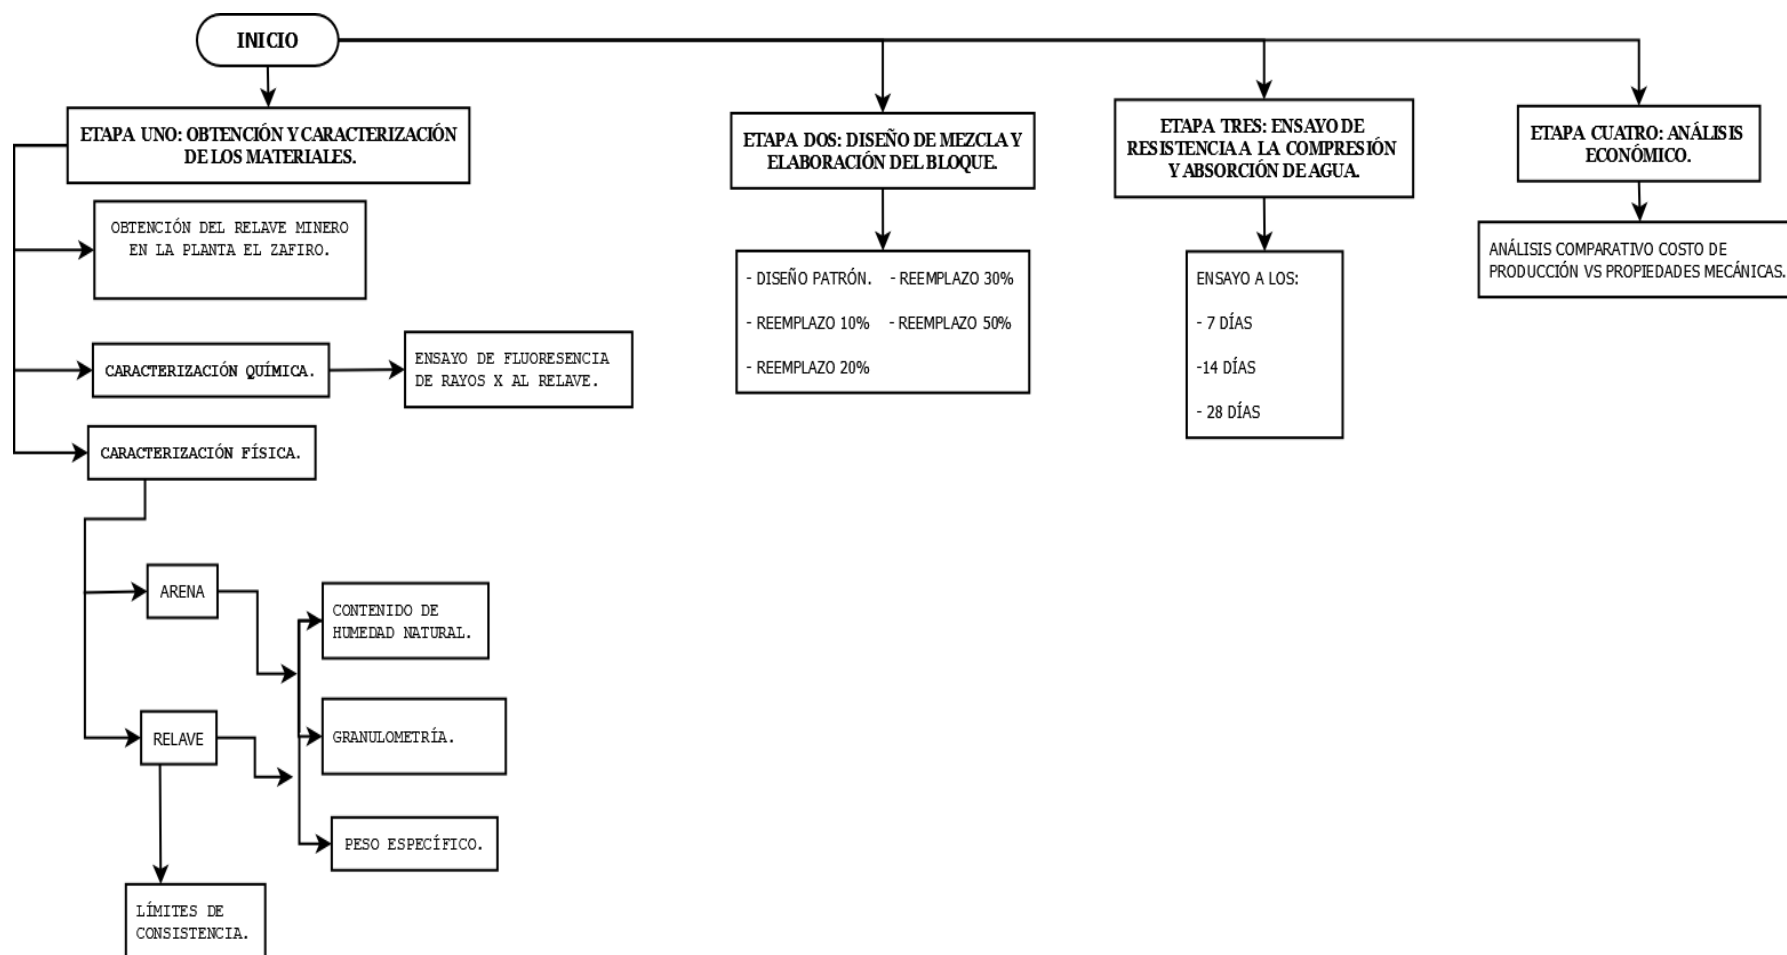 INICIO
ETAPA UNO: OBTENCIÓN Y CARACTERIZACIÓN
DE LOS MATERIALES.
OBTENCIÓN DEL RELAVE MINERO
EN LA PLANTA EL ZAFIRO.
CARACTERIZACIÓN QUÍMICA.
ENSAYO DE FLUORESENCIA
DE RAYOS X AL RELAVE.
CARACTERIZACIÓN FÍSICA.
ARENA
RELAVE
CONTENIDO DE
HUMEDAD NATURAL.
GRANULOMETRÍA.
PESO ESPECÍFICO.
LÍMITES DE
CONSISTENCIA.
ETAPA DOS: DISEÑO DE MEZCLA Y
ELABORACIÓN DEL BLOQUE.
- DISEÑO PATRÓN. - REEMPLAZO 30%
- REEMPLAZO 10% - REEMPLAZO 50%
- REEMPLAZO 20%
ETAPA TRES: ENSAYO DE
RESISTENCIA A LA COMPRESIÓN
Y ABSORCIÓN DE AGUA.
ENSAYO A LOS:
- 7 DÍAS
-14 DÍAS
- 28 DÍAS
ETAPA CUATRO: ANÁLISIS
ECONÓMICO.
ANÁLISIS COMPARATIVO COSTO DE
PRODUCCIÓN VS PROPIEDADES MECÁNICAS.